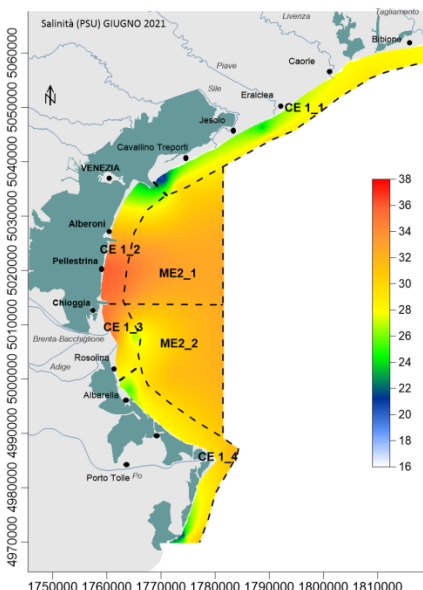 Salinità (PSU) GIUGNO 2021
Tagliamento
Livenza
Bibione
Caorle
Piave
Eraclea
Sile
CE 1_1
Jesolo
Cavallino Treporti
VENEZIA
Alberoni
CE 1_2
Pellestrina
ME2_1
Chioggia
CE 1_3
Brenta-Bacchiglione
ME2_2
Rosolina
Adige
Albarella
CE 1_4
Porto Tolle
Po
N
5060000
5050000
5040000
5030000
5020000
5010000
5000000
4990000
4980000
4970000
1750000 1760000 1770000 1780000 1790000 1800000 1810000
38
36
34
32
30
28
26
24
22
20
18
16